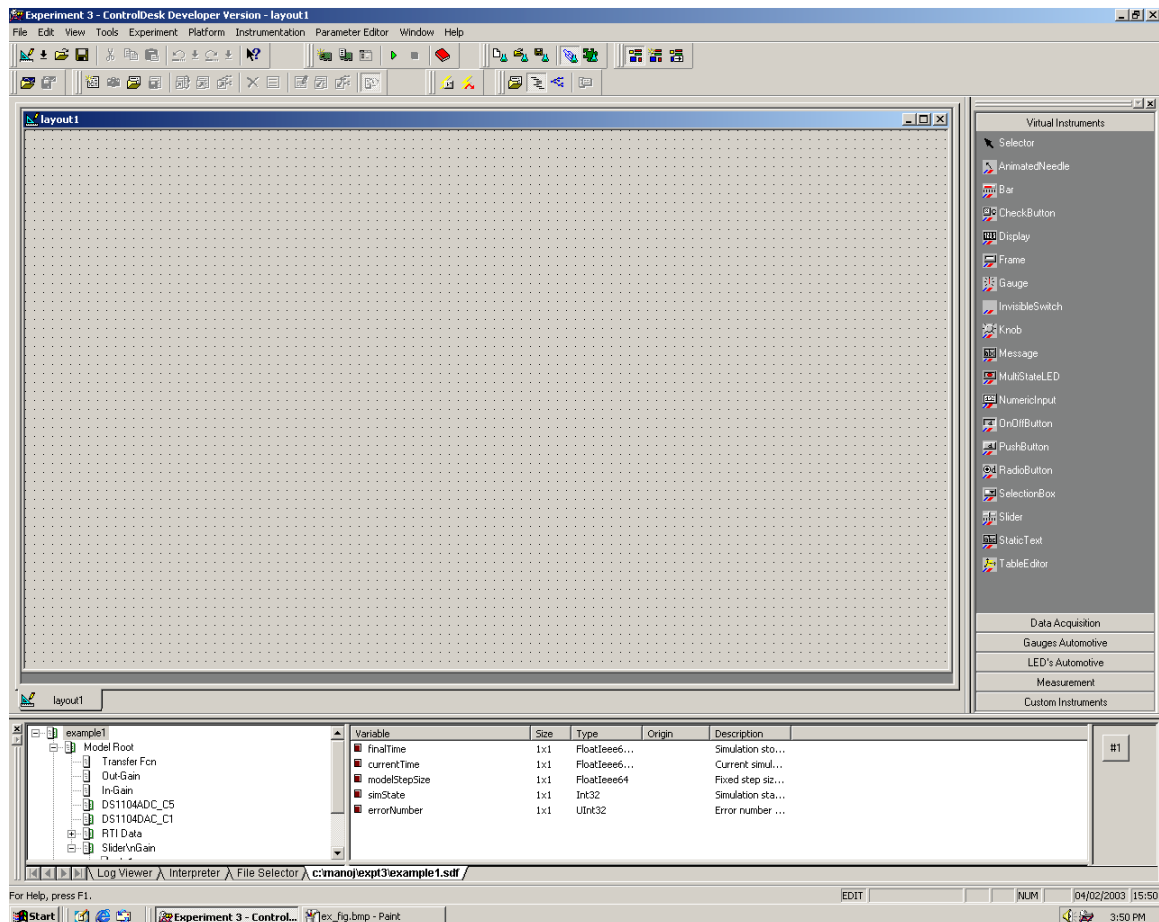 Experiment 3 - ControlDesk Developer Version - layout1
File Edit View Tools Experiment Platform Instrumentation Parameter Editor Window Help
layout1
Virtual Instruments
Selector
AnimatedNeedle
Bar
CheckButton
Display
Frame
Gauge
InvisibleSwitch
Knob
Message
MultiStateLED
NumericInput
OnOffButton
PushButton
RadioButton
SelectionBox
Slider
StaticText
TableEditor
Data Acquisition
Gauges Automotive
LED's Automotive
Measurement
Custom Instruments
layout1
example1
Model Root
Transfer Fcn
Out-Gain
In-Gain
DS1104ADC_C5
DS1104DAC_C1
RTI Data
Slider\nGain
Variable Size Type Origin Description
finalTime 1x1 FloatIeee6... Simulation sto...
currentTime 1x1 FloatIeee6... Current simul...
modelStepSize 1x1 FloatIeee64 Fixed step siz...
simState 1x1 Int32 Simulation sta...
errorNumber 1x1 UInt32 Error number ...
#1
Log Viewer Interpreter File Selector c:\manoj\expt3\example1.sdf
For Help, press F1. EDIT NUM 04/02/2003 15:50
Start Experiment 3 - Control... ex_fig.bmp - Paint 3:50 PM